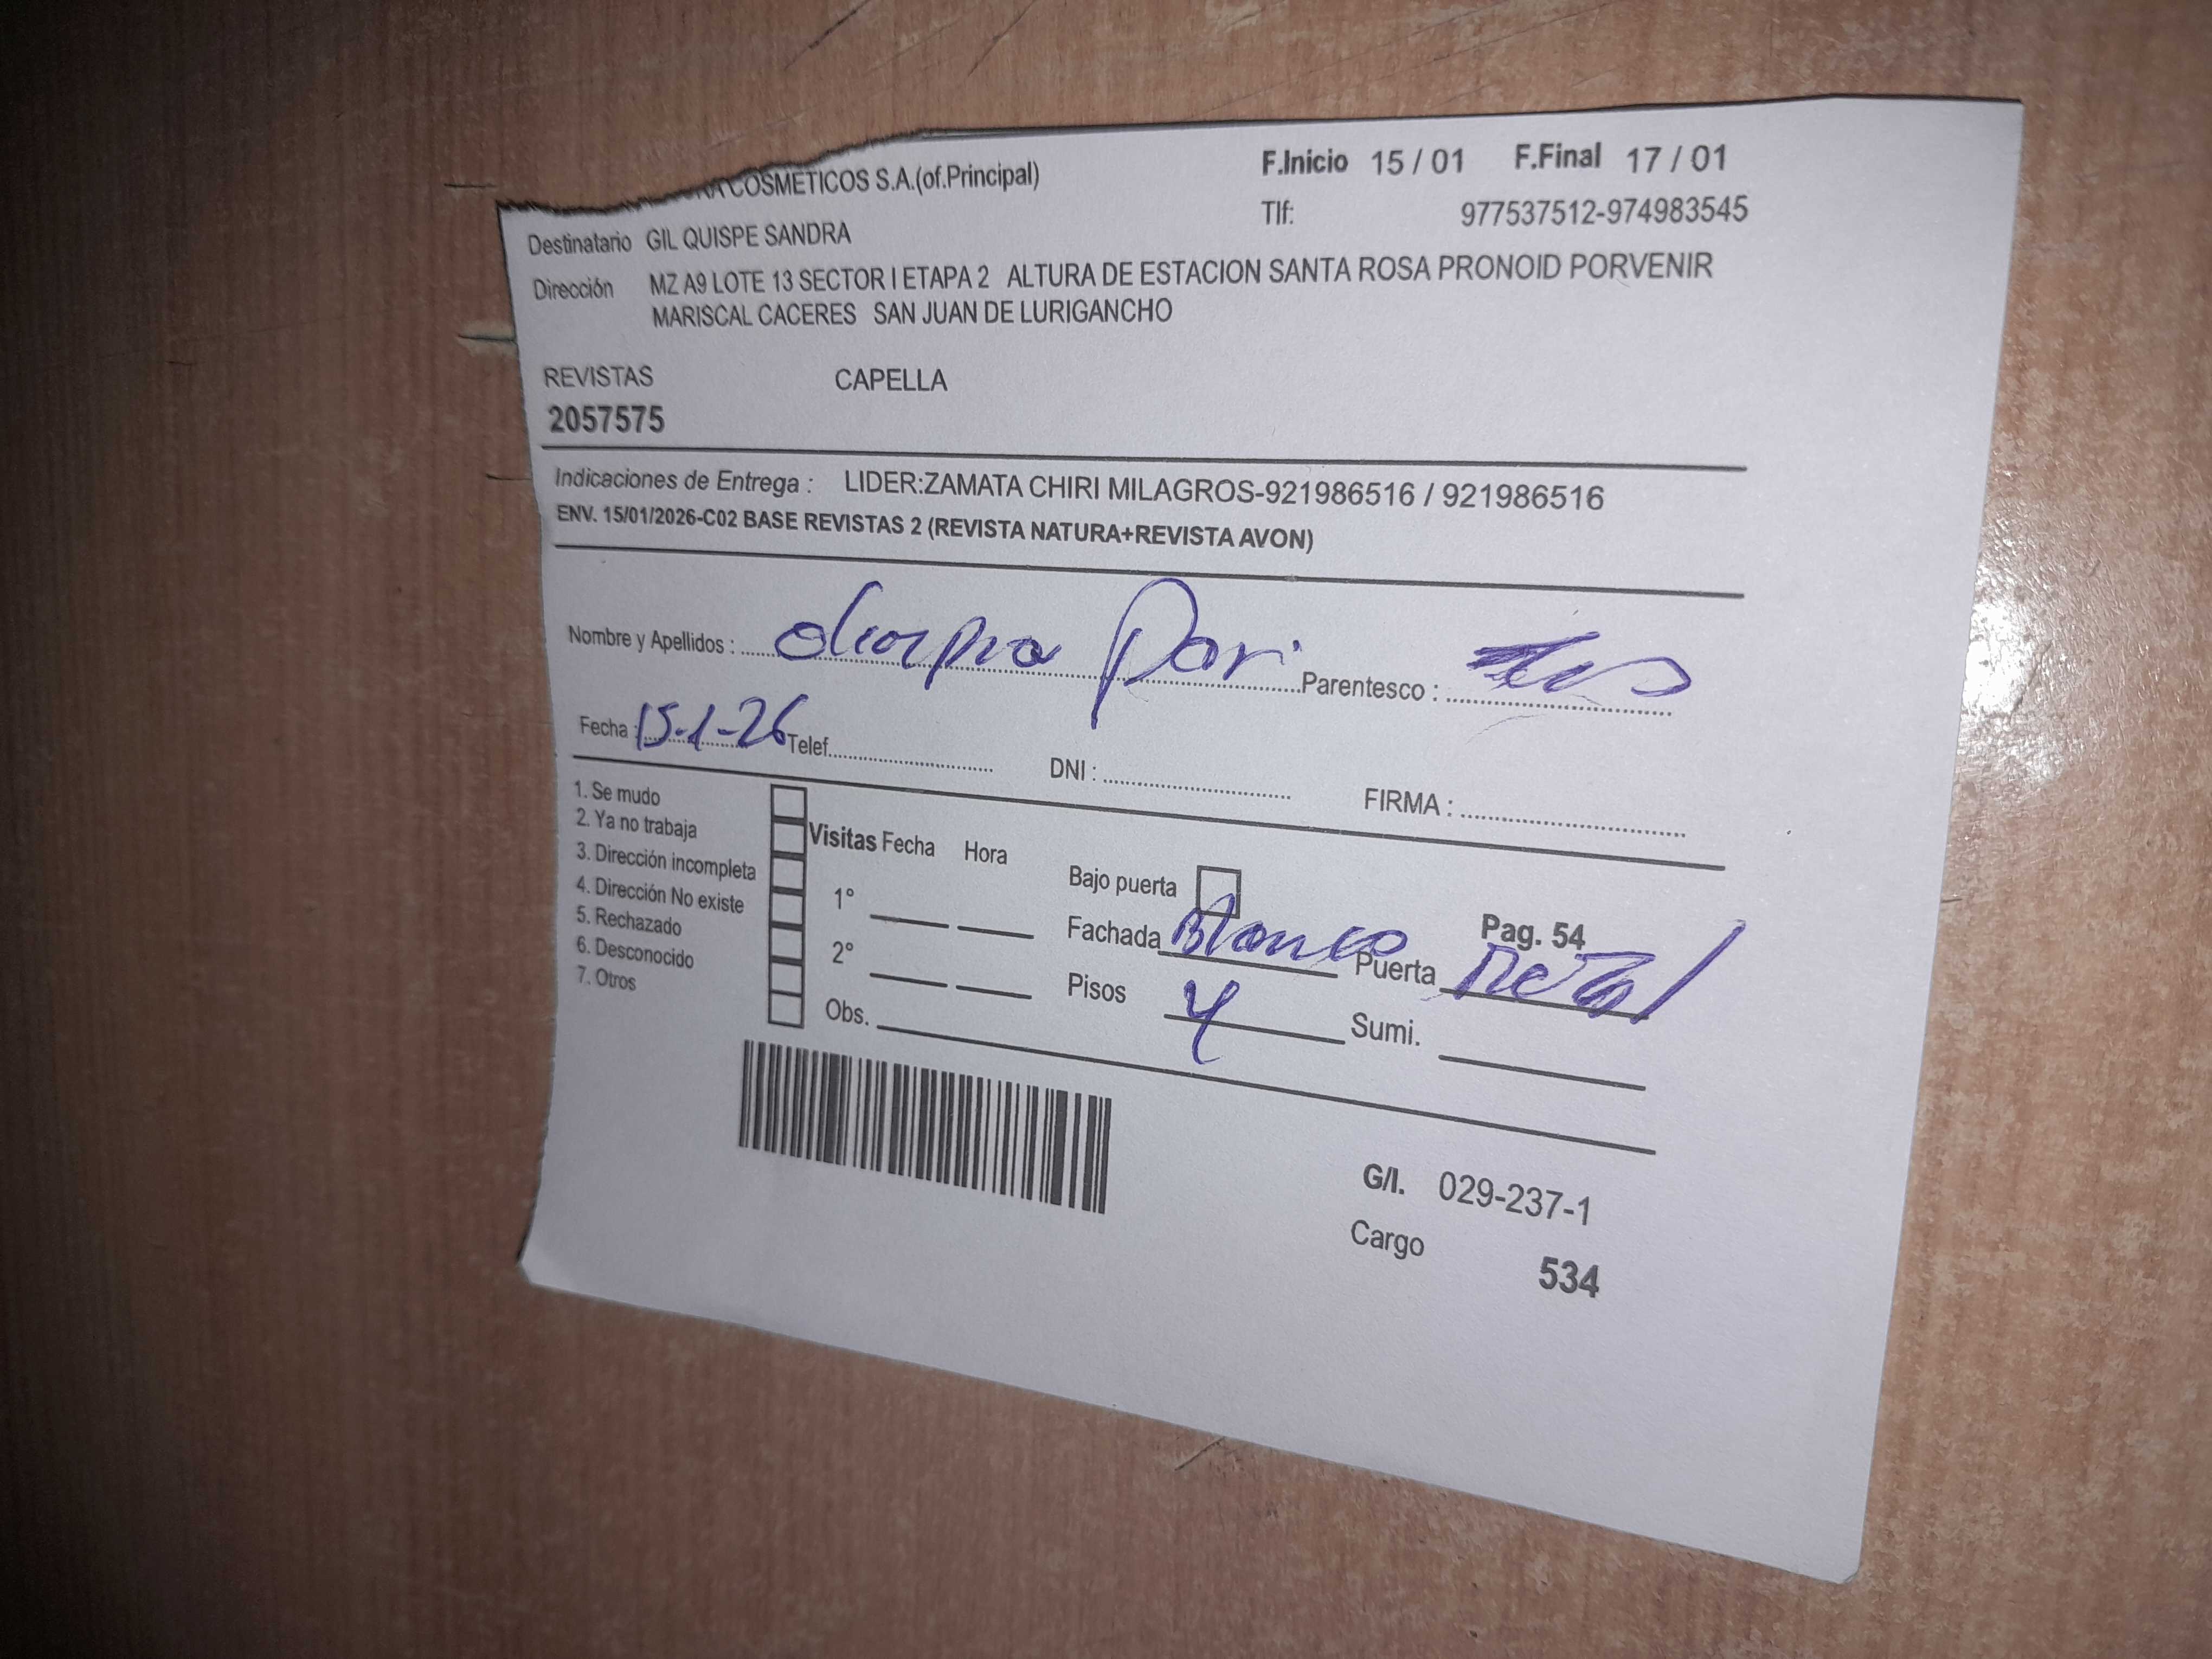 COSMETICOS S.A.(of.Principal)
F.Inicio 15 / 01 F.Final 17 / 01
Tlf: 977537512-974983545
Destinatario GIL QUISPE SANDRA
Dirección MZ A9 LOTE 13 SECTOR I ETAPA 2 ALTURA DE ESTACION SANTA ROSA PRONOID PORVENIR
MARISCAL CACERES SAN JUAN DE LURIGANCHO
REVISTAS CAPELLA
2057575
Indicaciones de Entrega : LIDER:ZAMATA CHIRI MILAGROS-921986516 / 921986516
ENV. 15/01/2026-C02 BASE REVISTAS 2 (REVISTA NATURA+REVISTA AVON)
Nombre y Apellidos : Parentesco :
Fecha : 15-1-26 Telef. DNI : FIRMA :
1. Se mudo
2. Ya no trabaja
3. Dirección incompleta
4. Dirección No existe
5. Rechazado
6. Desconocido
7. Otros
Visitas Fecha Hora
1°
2°
Obs.
Bajo puerta
Pag. 54
Fachada Blanco Puerta Metal
Pisos 4 Sumi.
G/I. 029-237-1
Cargo 534